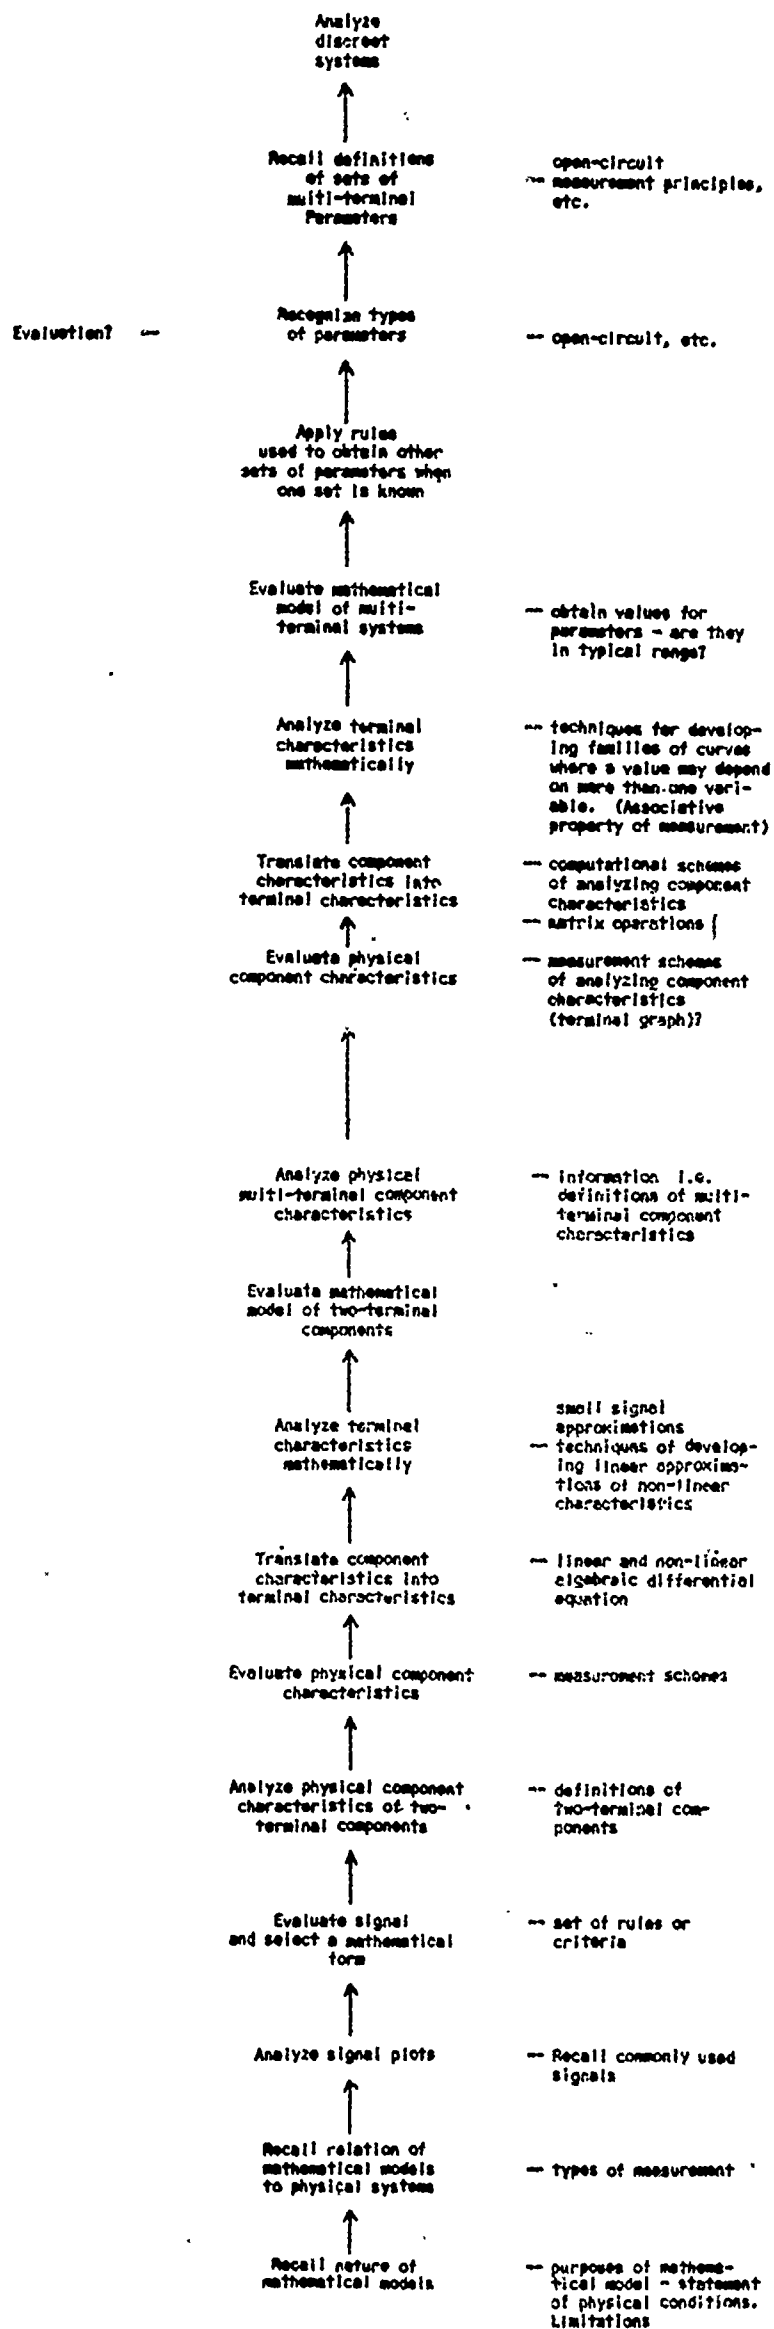 Analyze
discreet
systems
Recall definitions
of sets of
multi-terminal
Parameters
open-circuit
— measurement principles,
etc.
Evaluation? —
Recognize types
of parameters
— open-circuit, etc.
Apply rules
used to obtain other
sets of parameters when
one set is known
Evaluate mathematical
model of multi-
terminal systems
— obtain values for
parameters - are they
in typical range?
Analyze terminal
characteristics
mathematically
— techniques for develop-
ing families of curves
where a value may depend
on more than one vari-
able. (Associative
property of measurement)
Translate component
characteristics into
terminal characteristics
— computational schemes
of analyzing component
characteristics
— matrix operations
Evaluate physical
component characteristics
— measurement schemes
of analyzing component
characteristics
(terminal graph)?
Analyze physical
multi-terminal component
characteristics
— information i.e.
definitions of multi-
terminal component
characteristics
Evaluate mathematical
model of two-terminal
components
Analyze terminal
characteristics
mathematically
small signal
approximations
— techniques of develop-
ing linear approxima-
tions of non-linear
characteristics
Translate component
characteristics into
terminal characteristics
— linear and non-linear
algebraic differential
equation
Evaluate physical component
characteristics
— measurement schemes
Analyze physical component
characteristics of two-
terminal components
— definitions of
two-terminal com-
ponents
Evaluate signal
and select a mathematical
form
— set of rules or
criteria
Analyze signal plots
— Recall commonly used
signals
Recall relation of
mathematical models
to physical systems
— types of measurement
Recall nature of
mathematical models
— purposes of mathema-
tical model - statement
of physical conditions.
Limitations